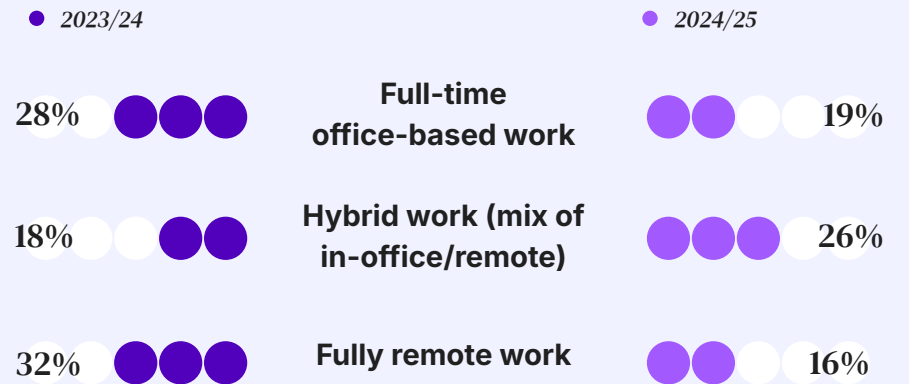 2023/24
2024/25
28%
Full-time
office-based work
19%
18%
Hybrid work (mix of
in-office/remote)
26%
32%
Fully remote work
16%